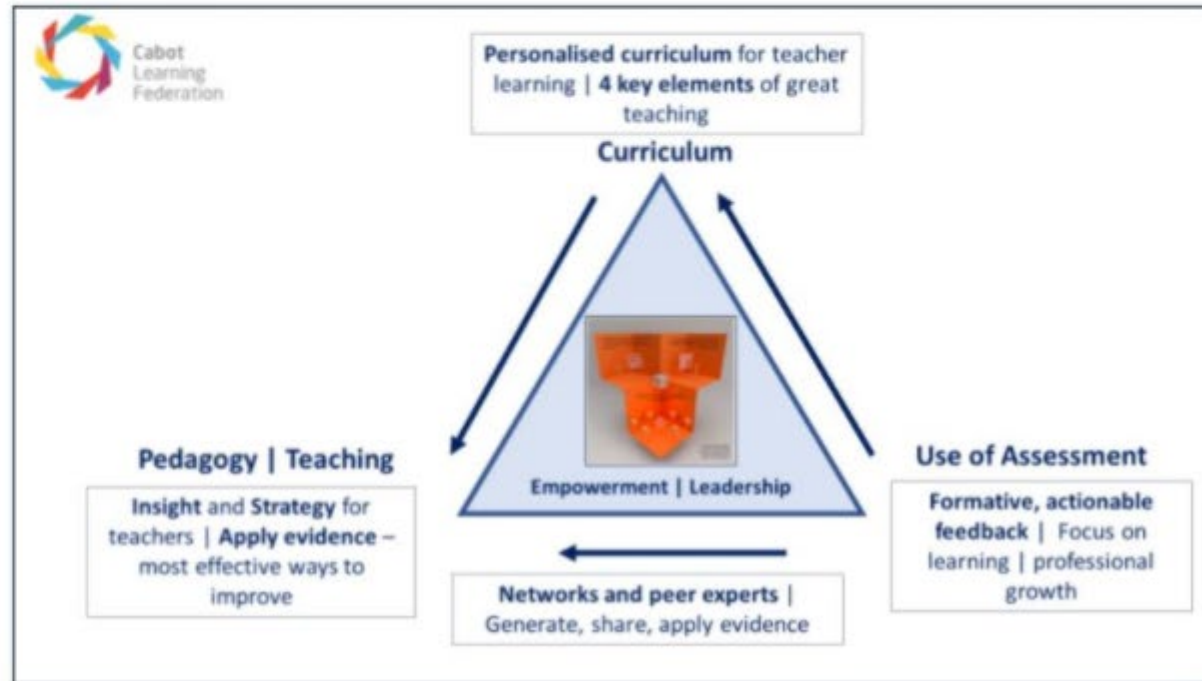 Cabot
Learning
Federation
Personalised curriculum for teacher
learning | 4 key elements of great
teaching
Curriculum
Pedagogy | Teaching
Insight and Strategy for
teachers | Apply evidence –
most effective ways to
improve
Empowerment | Leadership
Use of Assessment
Formative, actionable
feedback | Focus on
learning | professional
growth
Networks and peer experts |
Generate, share, apply evidence